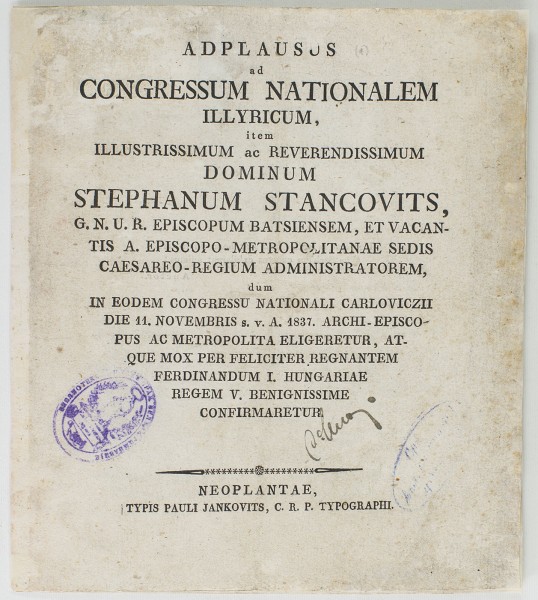 ADPLAUSUS
ad
CONGRESSUM NATIONALEM
ILLYRICUM,
item
ILLUSTRISSIMUM ac REVERENDISSIMUM
DOMINUM
STEPHANUM STANCOVITS,
G. N. U. R. EPISCOPUM BATSIENSEM, ET VACAN-
TIS A. EPISCOPO-METROPOLITANAE SEDIS
CAESAREO-REGIUM ADMINISTRATOREM,
dum
IN EODEM CONGRESSU NATIONALI CARLOVICZII
DIE 11. NOVEMBRIS s. v. A. 1837. ARCHI-EPISCO-
PUS AC METROPOLITA ELIGERETUR, AT-
QUE MOX PER FELICITER REGNANTEM
FERDINANDUM I. HUNGARIAE
REGEM V. BENIGNISSIME
CONFIRMARETUR.
NEOPLANTAE,
TYPIS PAULI JANKOVITS, C. R. P. TYPOGRAPHI.